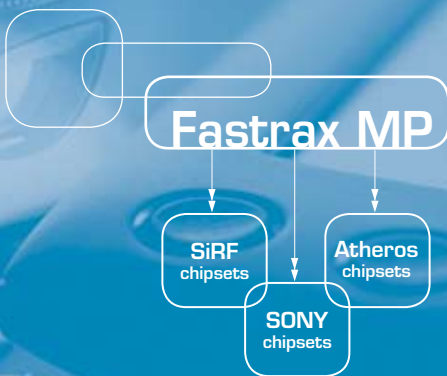 Fastrax MP
SiRF
chipsets
Atheros
chipsets
SONY
chipsets